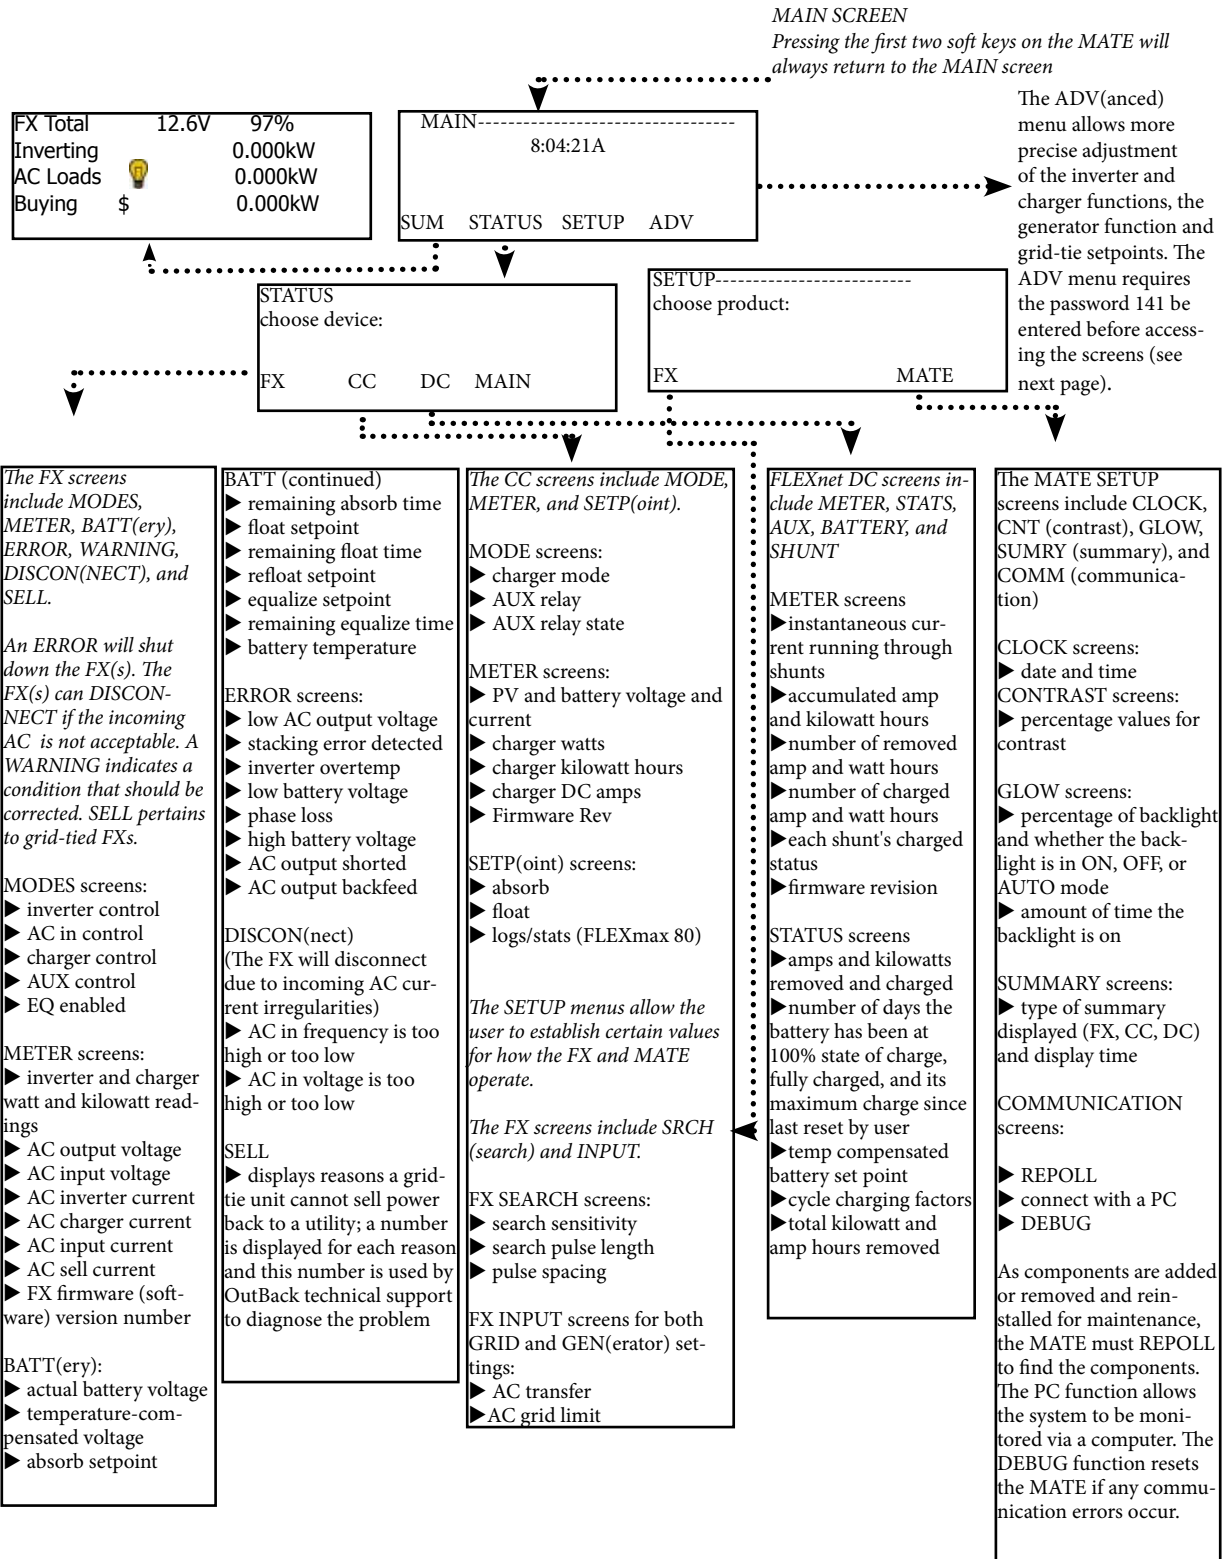 MAIN SCREEN
Pressing the first two soft keys on the MATE will
always return to the MAIN screen
FX Total 12.6V 97%
Inverting 0.000kW
AC Loads 0.000kW
Buying $ 0.000kW
MAIN----------------------------------
8:04:21A
SUM STATUS SETUP ADV
The ADV(anced)
menu allows more
precise adjustment
of the inverter and
charger functions, the
generator function and
grid-tie setpoints. The
ADV menu requires
the password 141 be
entered before access-
ing the screens (see
next page).
STATUS
choose device:
FX CC DC MAIN
SETUP--------------------------
choose product:
FX MATE
The FX screens
include MODES,
METER, BATT(ery),
ERROR, WARNING,
DISCON(NECT), and
SELL.
An ERROR will shut
down the FX(s). The
FX(s) can DISCON-
NECT if the incoming
AC is not acceptable. A
WARNING indicates a
condition that should be
corrected. SELL pertains
to grid-tied FXs.
MODES screens:
▶ inverter control
▶ AC in control
▶ charger control
▶ AUX control
▶ EQ enabled
METER screens:
▶ inverter and charger
watt and kilowatt read-
ings
▶ AC output voltage
▶ AC input voltage
▶ AC inverter current
▶ AC charger current
▶ AC input current
▶ AC sell current
▶ FX firmware (soft-
ware) version number
BATT(ery):
▶ actual battery voltage
▶ temperature-com-
pensated voltage
▶ absorb setpoint
BATT (continued)
▶ remaining absorb time
▶ float setpoint
▶ remaining float time
▶ refloat setpoint
▶ equalize setpoint
▶ remaining equalize time
▶ battery temperature
ERROR screens:
▶ low AC output voltage
▶ stacking error detected
▶ inverter overtemp
▶ low battery voltage
▶ phase loss
▶ high battery voltage
▶ AC output shorted
▶ AC output backfeed
DISCON(nect)
(The FX will disconnect
due to incoming AC cur-
rent irregularities)
▶ AC in frequency is too
high or too low
▶ AC in voltage is too
high or too low
SELL
▶ displays reasons a grid-
tie unit cannot sell power
back to a utility; a number
is displayed for each reason
and this number is used by
OutBack technical support
to diagnose the problem
The CC screens include MODE,
METER, and SETP(oint).
MODE screens:
▶ charger mode
▶ AUX relay
▶ AUX relay state
METER screens:
▶ PV and battery voltage and
current
▶ charger watts
▶ charger kilowatt hours
▶ charger DC amps
▶ Firmware Rev
SETP(oint) screens:
▶ absorb
▶ float
▶ logs/stats (FLEXmax 80)
The SETUP menus allow the
user to establish certain values
for how the FX and MATE
operate.
The FX screens include SRCH
(search) and INPUT.
FX SEARCH screens:
▶ search sensitivity
▶ search pulse length
▶ pulse spacing
FX INPUT screens for both
GRID and GEN(erator) set-
tings:
▶ AC transfer
▶AC grid limit
FLEXnet DC screens in-
clude METER, STATS,
AUX, BATTERY, and
SHUNT
METER screens
▶instantaneous cur-
rent running through
shunts
▶accumulated amp
and kilowatt hours
▶number of removed
amp and watt hours
▶number of charged
amp and watt hours
▶each shunt's charged
status
▶firmware revision
STATUS screens
▶amps and kilowatts
removed and charged
▶number of days the
battery has been at
100% state of charge,
fully charged, and its
maximum charge since
last reset by user
▶temp compensated
battery set point
▶cycle charging factors
▶total kilowatt and
amp hours removed
The MATE SETUP
screens include CLOCK,
CNT (contrast), GLOW,
SUMRY (summary), and
COMM (communica-
tion)
CLOCK screens:
▶ date and time
CONTRAST screens:
▶ percentage values for
contrast
GLOW screens:
▶ percentage of backlight
and whether the back-
light is in ON, OFF, or
AUTO mode
▶ amount of time the
backlight is on
SUMMARY screens:
▶ type of summary
displayed (FX, CC, DC)
and display time
COMMUNICATION
screens:
▶ REPOLL
▶ connect with a PC
▶ DEBUG
As components are added
or removed and rein-
stalled for maintenance,
the MATE must REPOLL
to find the components.
The PC function allows
the system to be moni-
tored via a computer. The
DEBUG function resets
the MATE if any commu-
nication errors occur.